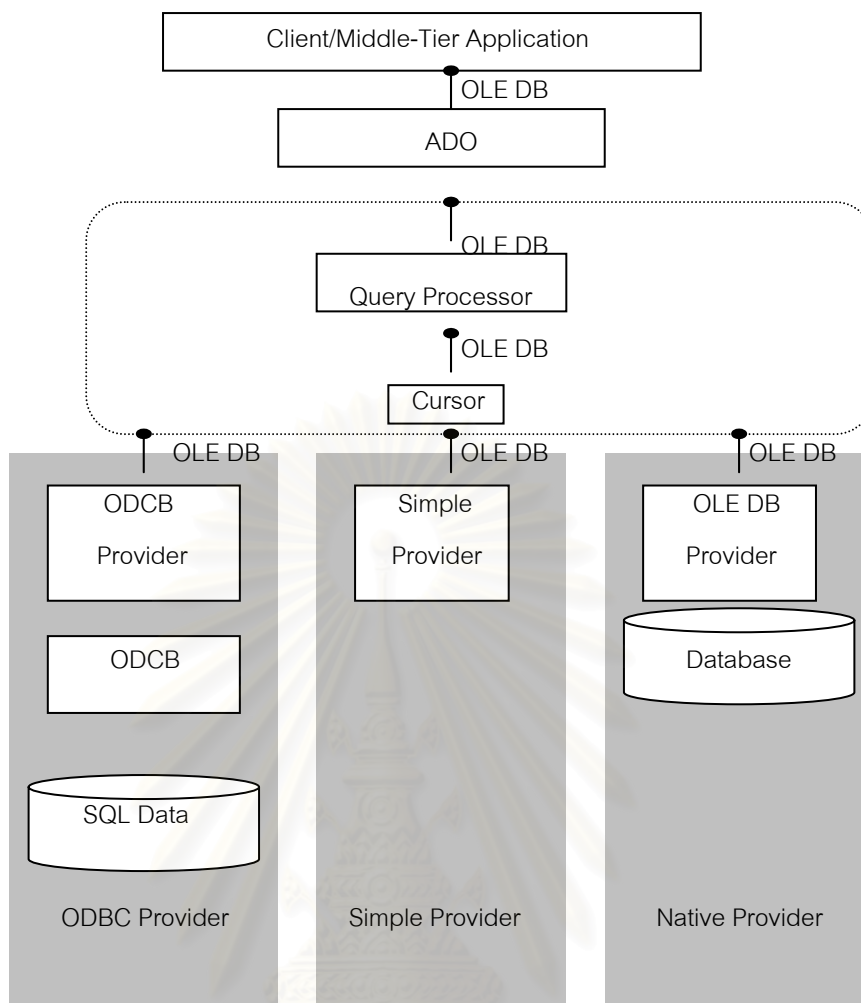 Client/Middle-Tier Application
OLE DB
ADO
OLE DB
Query Processor
OLE DB
Cursor
OLE DB
OLE DB
OLE DB
ODCB
Provider
Simple
Provider
OLE DB
Provider
ODCB
Database
SQL Data
ODBC Provider
Simple Provider
Native Provider